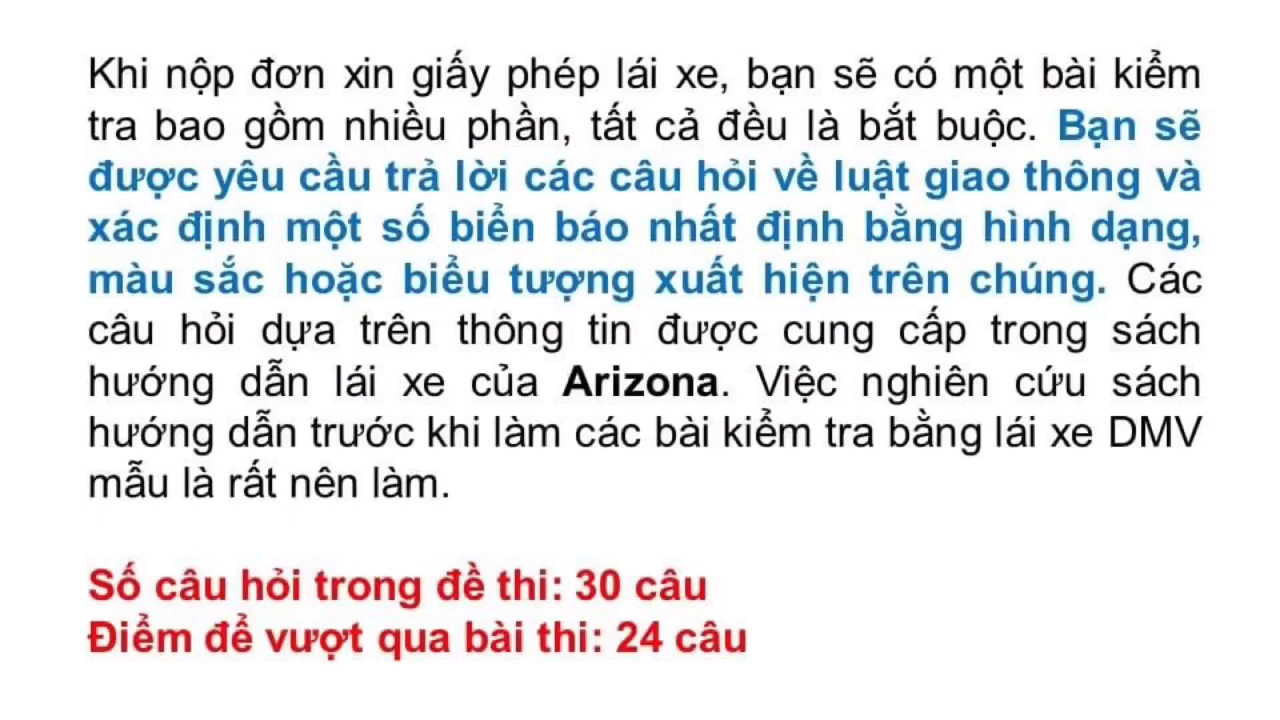 Khi nộp đơn xin giấy phép lái xe, bạn sẽ có một bài kiểm
tra bao gồm nhiều phần, tất cả đều là bắt buộc. Bạn sẽ
được yêu cầu trả lời các câu hỏi về luật giao thông và
xác định một số biển báo nhất định bằng hình dạng,
màu sắc hoặc biểu tượng xuất hiện trên chúng. Các
câu hỏi dựa trên thông tin được cung cấp trong sách
hướng dẫn lái xe của Arizona. Việc nghiên cứu sách
hướng dẫn trước khi làm các bài kiểm tra bằng lái xe DMV
mẫu là rất nên làm.
Số câu hỏi trong đề thi: 30 câu
Điểm để vượt qua bài thi: 24 câu